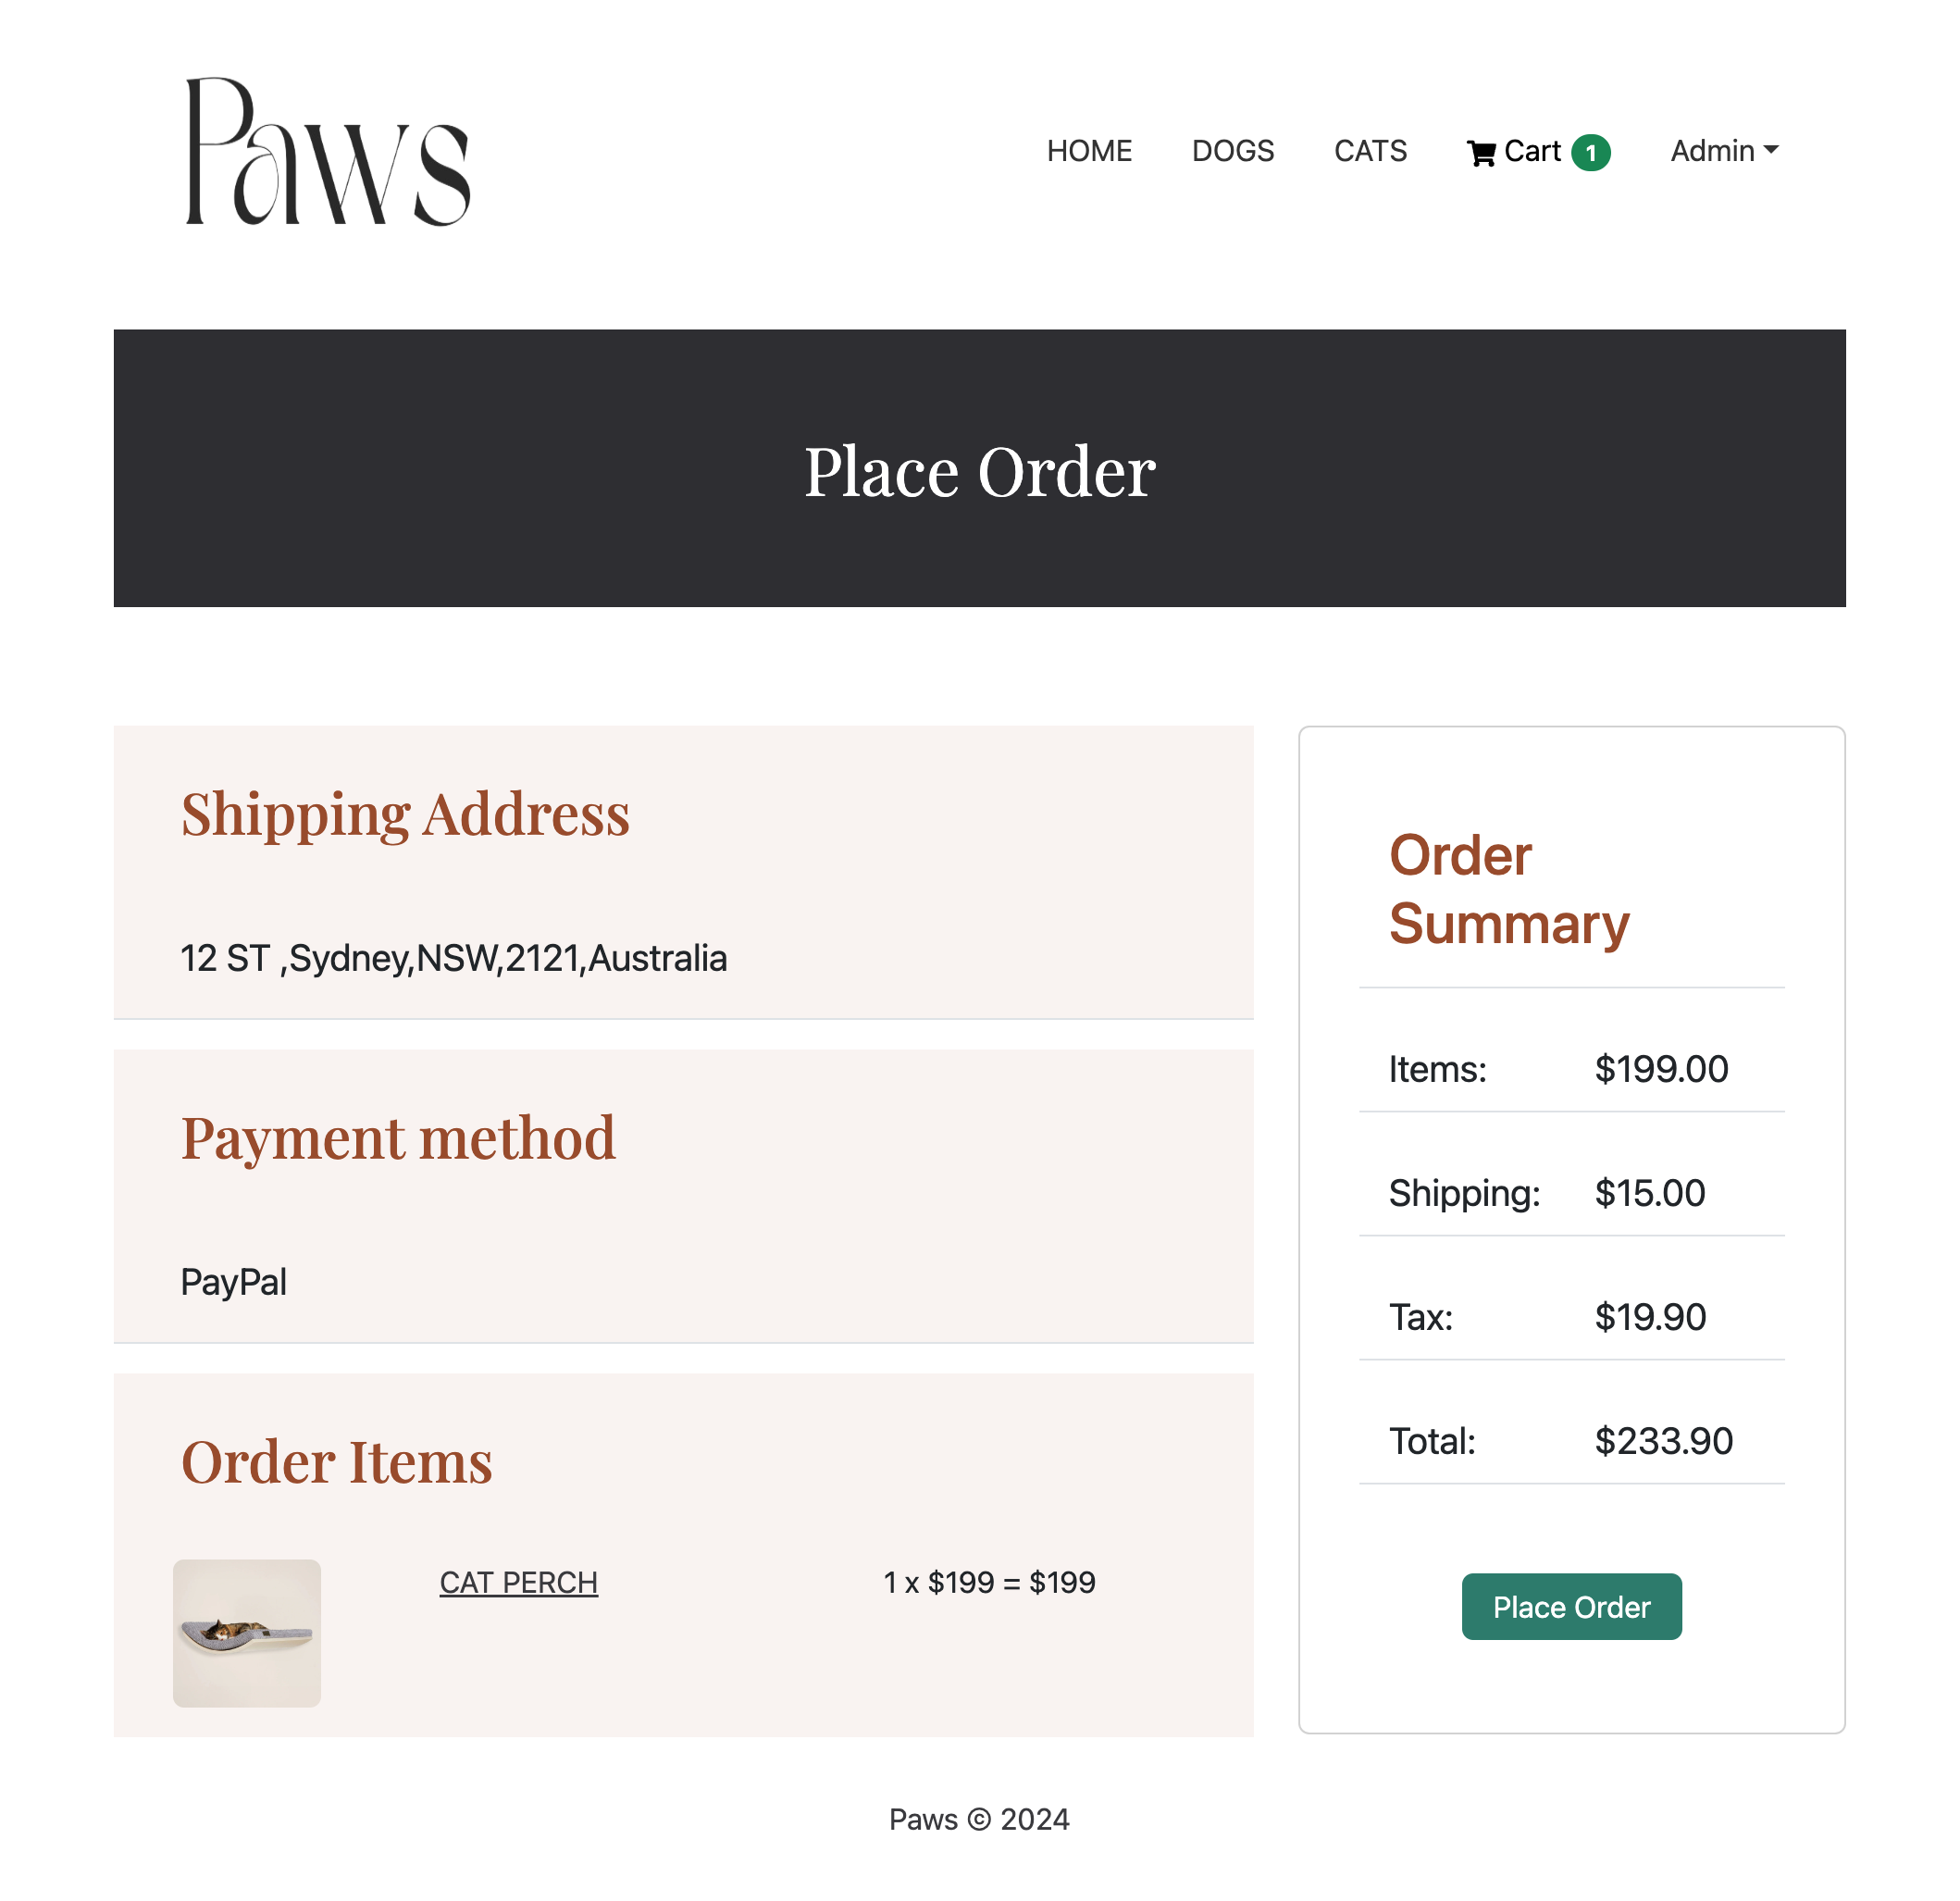 Paws
HOME DOGS CATS Cart 1 Admin
Place Order
Shipping Address
12 ST ,Sydney,NSW,2121,Australia
Payment method
PayPal
Order Items
CAT PERCH 1 x $199 = $199
Order
Summary
Items: $199.00
Shipping: $15.00
Tax: $19.90
Total: $233.90
Place Order
Paws © 2024